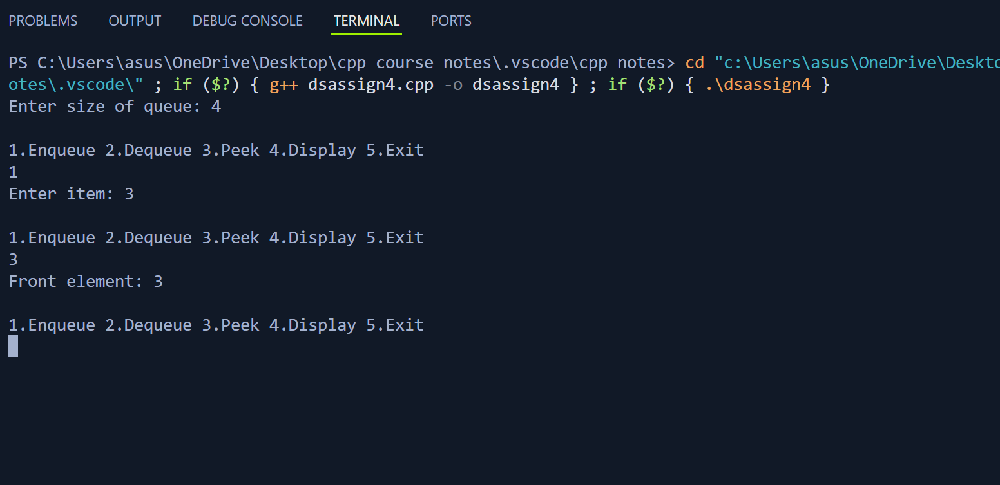 PROBLEMS OUTPUT DEBUG CONSOLE TERMINAL PORTS
PS C:\Users\asus\OneDrive\Desktop\cpp course notes\.vscode\cpp notes> cd "c:\Users\asus\OneDrive\Deskto
otes\.vscode\" ; if ($?) { g++ dsassign4.cpp -o dsassign4 } ; if ($?) { .\dsassign4 }
Enter size of queue: 4
1.Enqueue 2.Dequeue 3.Peek 4.Display 5.Exit
1
Enter item: 3
1.Enqueue 2.Dequeue 3.Peek 4.Display 5.Exit
3
Front element: 3
1.Enqueue 2.Dequeue 3.Peek 4.Display 5.Exit